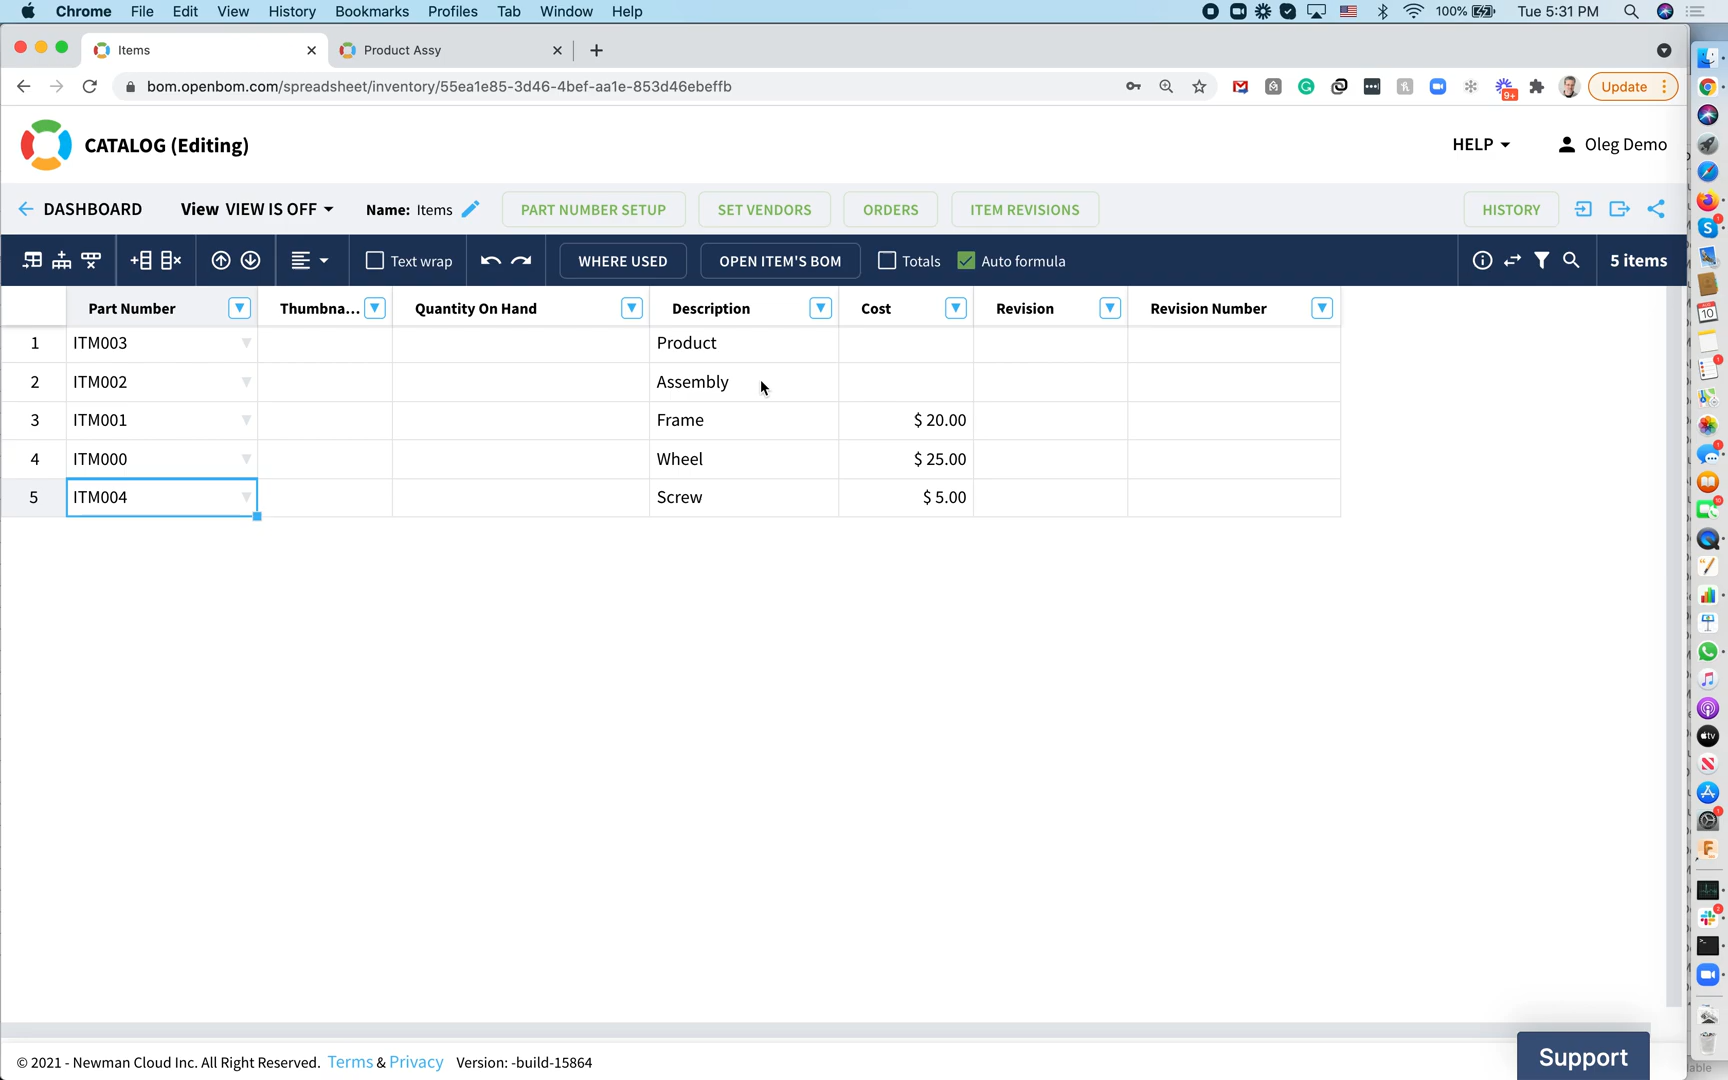 Chrome File Edit View History Bookmarks Profiles Tab Window Help 100% Tue 5:31 PM
Items Product Assy
bom.openbom.com/spreadsheet/inventory/55ea1e85-3d46-4bef-aa1e-853d46ebeffb 9+ Update
CATALOG (Editing) HELP Oleg Demo
DASHBOARD View VIEW IS OFF Name: Items PART NUMBER SETUP SET VENDORS ORDERS ITEM REVISIONS HISTORY
Text wrap WHERE USED OPEN ITEM'S BOM Totals Auto formula 5 items
Part Number Thumbna... Quantity On Hand Description Cost Revision Revision Number
1 ITM003 Product
2 ITM002 Assembly
3 ITM001 Frame $ 20.00
4 ITM000 Wheel $ 25.00
5 ITM004 Screw $ 5.00
Support
© 2021 - Newman Cloud Inc. All Right Reserved. Terms & Privacy Version: -build-15864